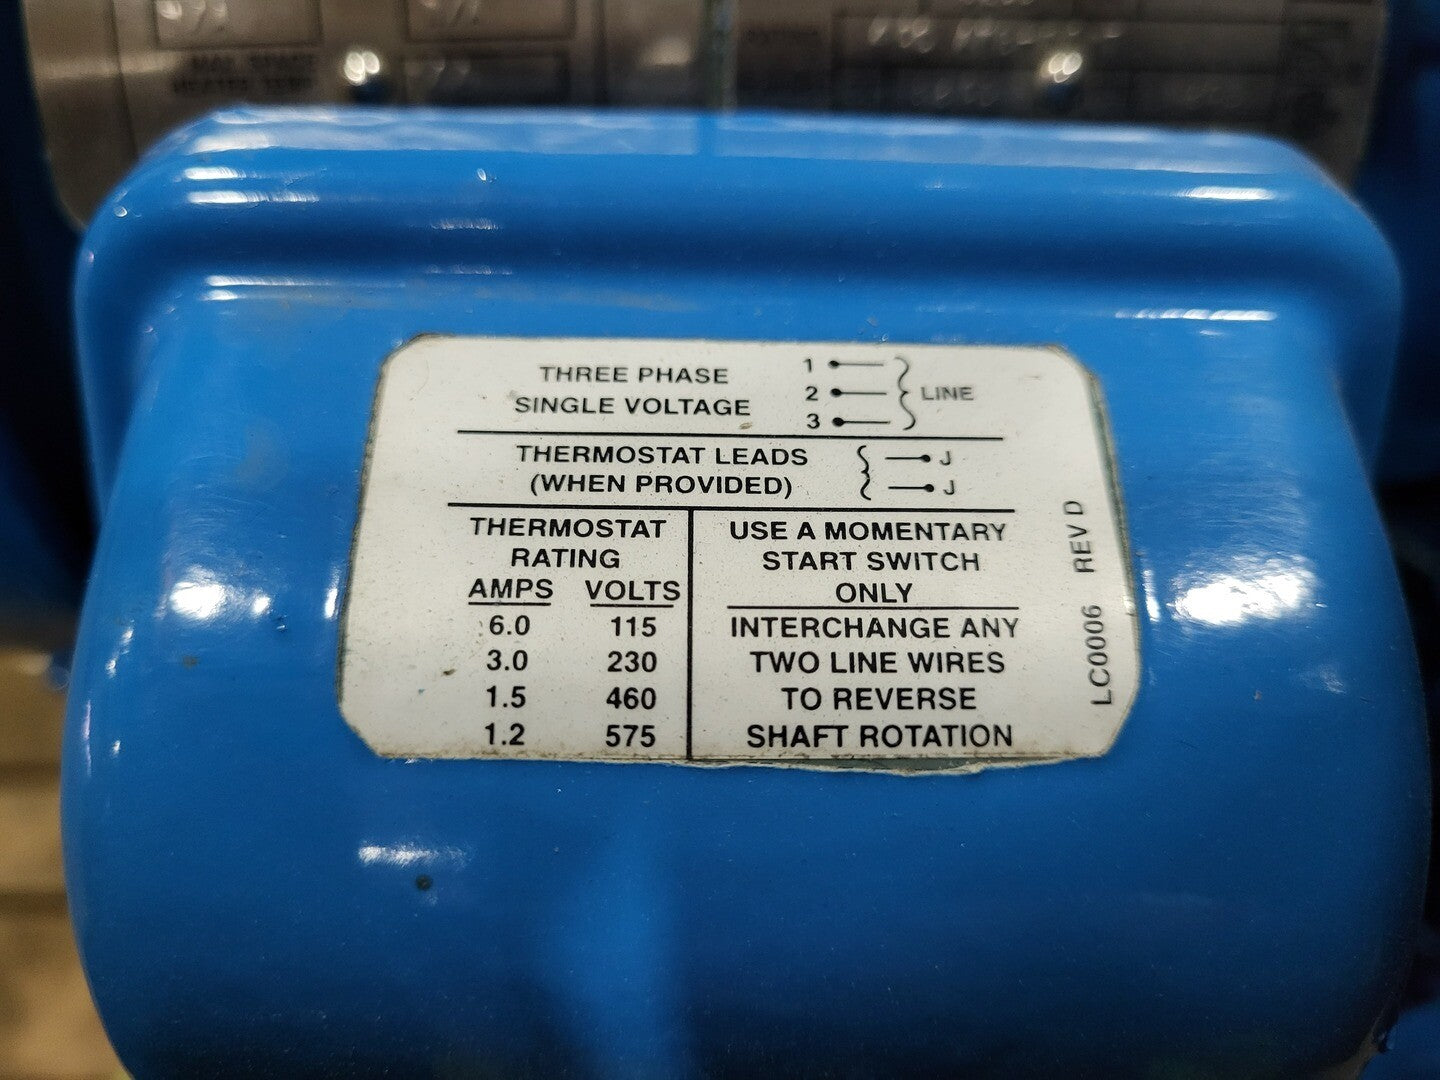 MAX. SPACE
THREE PHASE
SINGLE VOLTAGE
1
2
3
LINE
THERMOSTAT LEADS
(WHEN PROVIDED)
J
J
THERMOSTAT
RATING
AMPS VOLTS
6.0 115
3.0 230
1.5 460
1.2 575
USE A MOMENTARY
START SWITCH
ONLY
INTERCHANGE ANY
TWO LINE WIRES
TO REVERSE
SHAFT ROTATION
LC0006 REV D